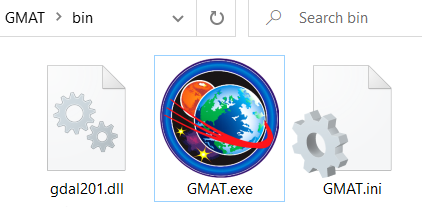 GMAT > bin
Search bin
gdal201.dll
GMAT.exe
GMAT.ini